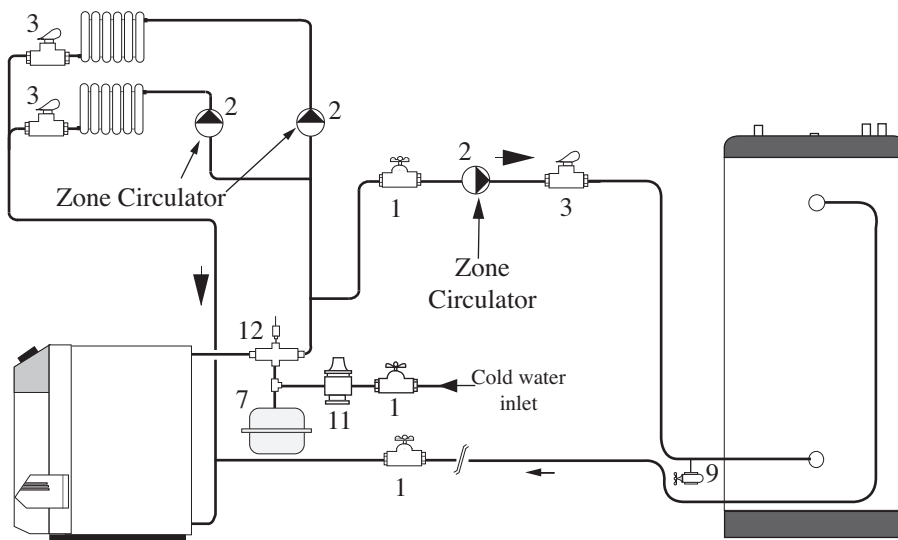 3
3
2
2
Zone Circulator
2
1
3
Zone
Circulator
12
7
11
1
Cold water
inlet
1
9